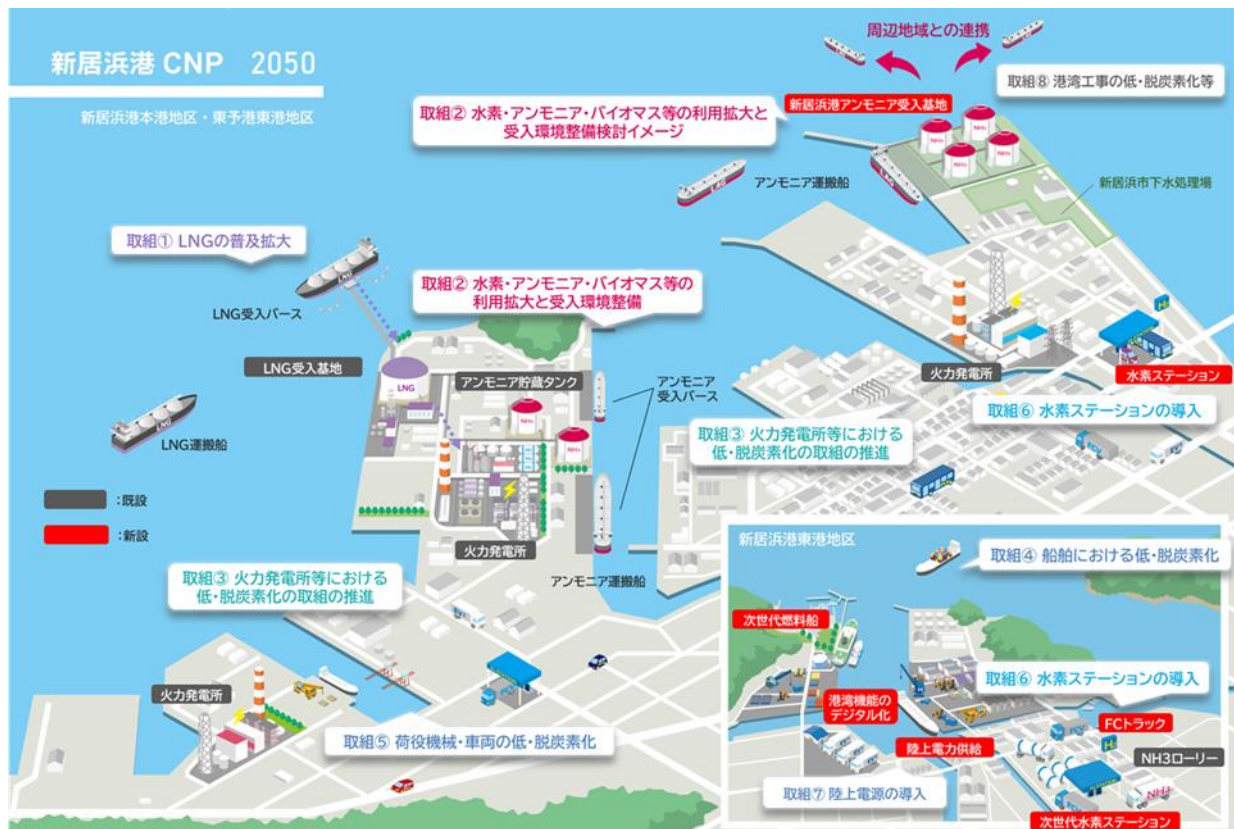 新居浜港 CNP 2050
新居浜港本港地区・東予港東港地区
周辺地域との連携
取組⑧ 港湾工事の低・脱炭素化等
新居浜港アンモニア受入基地
取組② 水素・アンモニア・バイオマス等の利用拡大と
受入環境整備検討イメージ
NH₃
NH₃
NH₃
NH₃
アンモニア運搬船
LAG
LNG
新居浜市下水処理場
取組① LNGの普及拡大
LNG
LNG受入バース
取組② 水素・アンモニア・バイオマス等の
利用拡大と受入環境整備
LNG受入基地
LNG
アンモニア貯蔵タンク
NH₃
NH₃
アンモニア
受入バース
火力発電所
H₂
水素ステーション
取組⑥ 水素ステーションの導入
LNG
LNG運搬船
取組③ 火力発電所等における
低・脱炭素化の取組の推進
:既設
:新設
火力発電所
アンモニア運搬船
取組③ 火力発電所等における
低・脱炭素化の取組の推進
火力発電所
取組⑤ 荷役機械・車両の低・脱炭素化
新居浜港東港地区
取組④ 船舶における低・脱炭素化
次世代燃料船
取組⑥ 水素ステーションの導入
港湾機能の
デジタル化
FCトラック
陸上電力供給
H₂
NH3ローリー
取組⑦ 陸上電源の導入
NH₃
次世代水素ステーション